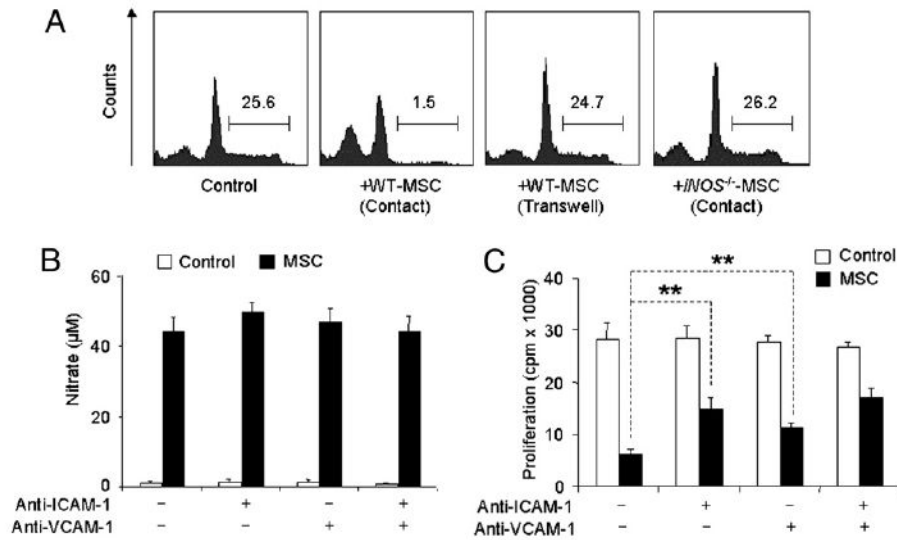 A
Counts
25.6
1.5
24.7
26.2
Control
+WT-MSC
(Contact)
+WT-MSC
(Transwell)
+iNOS-/--MSC
(Contact)
B
Control
MSC
Nitrate (µM)
60
40
20
0
Anti-ICAM-1 − + − +
Anti-VCAM-1 − − + +
C
Control
MSC
**
**
Proliferation (cpm x 1000)
40
30
20
10
0
Anti-ICAM-1 − + − +
Anti-VCAM-1 − − + +